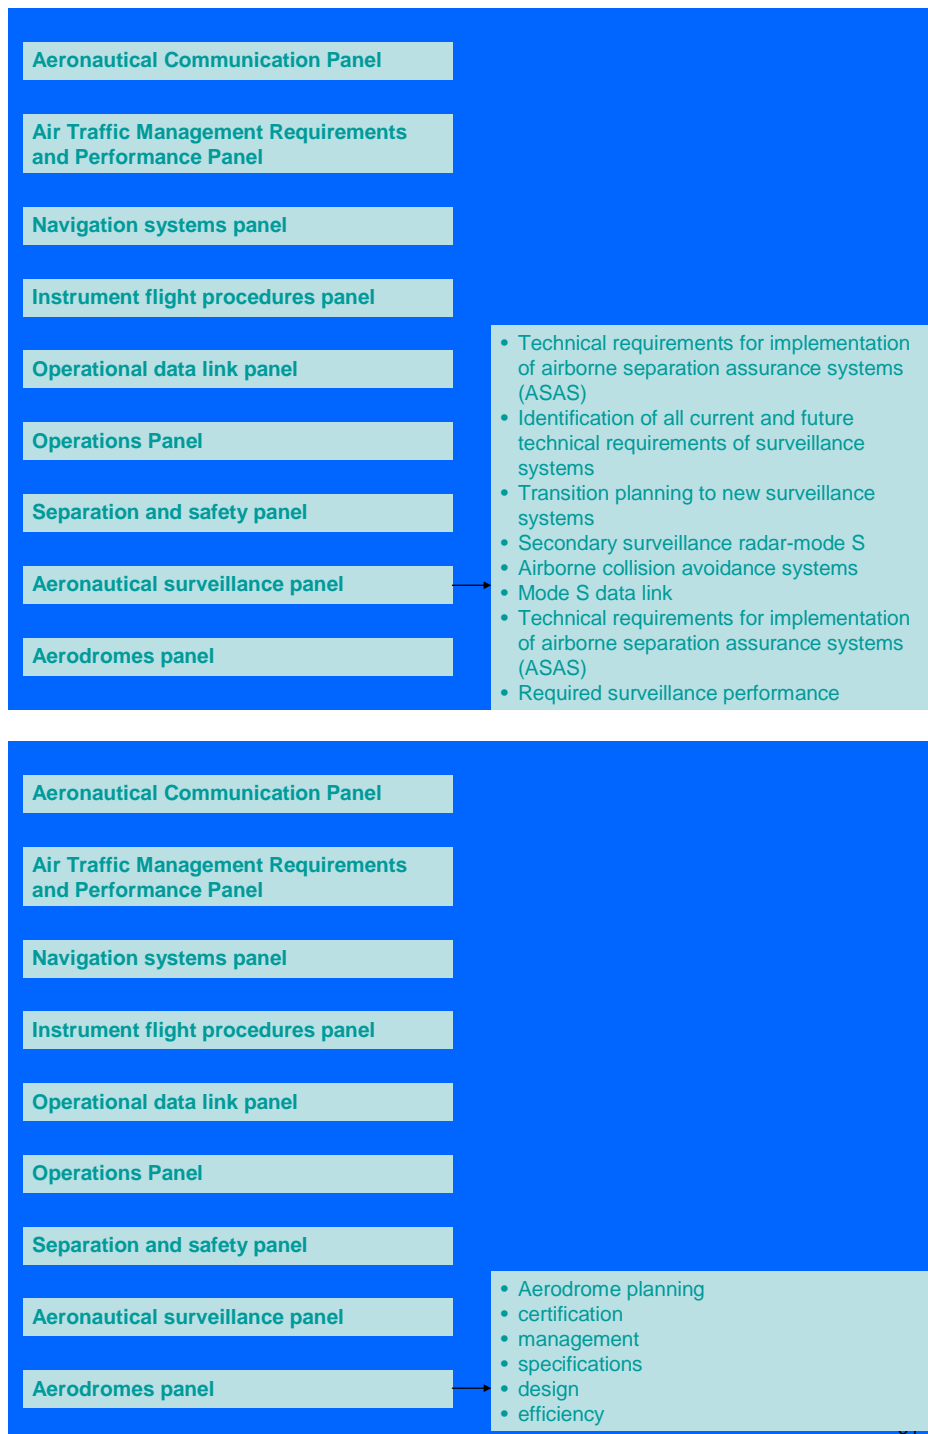 Aeronautical Communication Panel
Air Traffic Management Requirements
and Performance Panel
Navigation systems panel
Instrument flight procedures panel
Operational data link panel
Operations Panel
Separation and safety panel
Aeronautical surveillance panel
Aerodromes panel
• Technical requirements for implementation
of airborne separation assurance systems
(ASAS)
• Identification of all current and future
technical requirements of surveillance
systems
• Transition planning to new surveillance
systems
• Secondary surveillance radar-mode S
• Airborne collision avoidance systems
• Mode S data link
• Technical requirements for implementation
of airborne separation assurance systems
(ASAS)
• Required surveillance performance
Aeronautical Communication Panel
Air Traffic Management Requirements
and Performance Panel
Navigation systems panel
Instrument flight procedures panel
Operational data link panel
Operations Panel
Separation and safety panel
Aeronautical surveillance panel
Aerodromes panel
• Aerodrome planning
• certification
• management
• specifications
• design
• efficiency